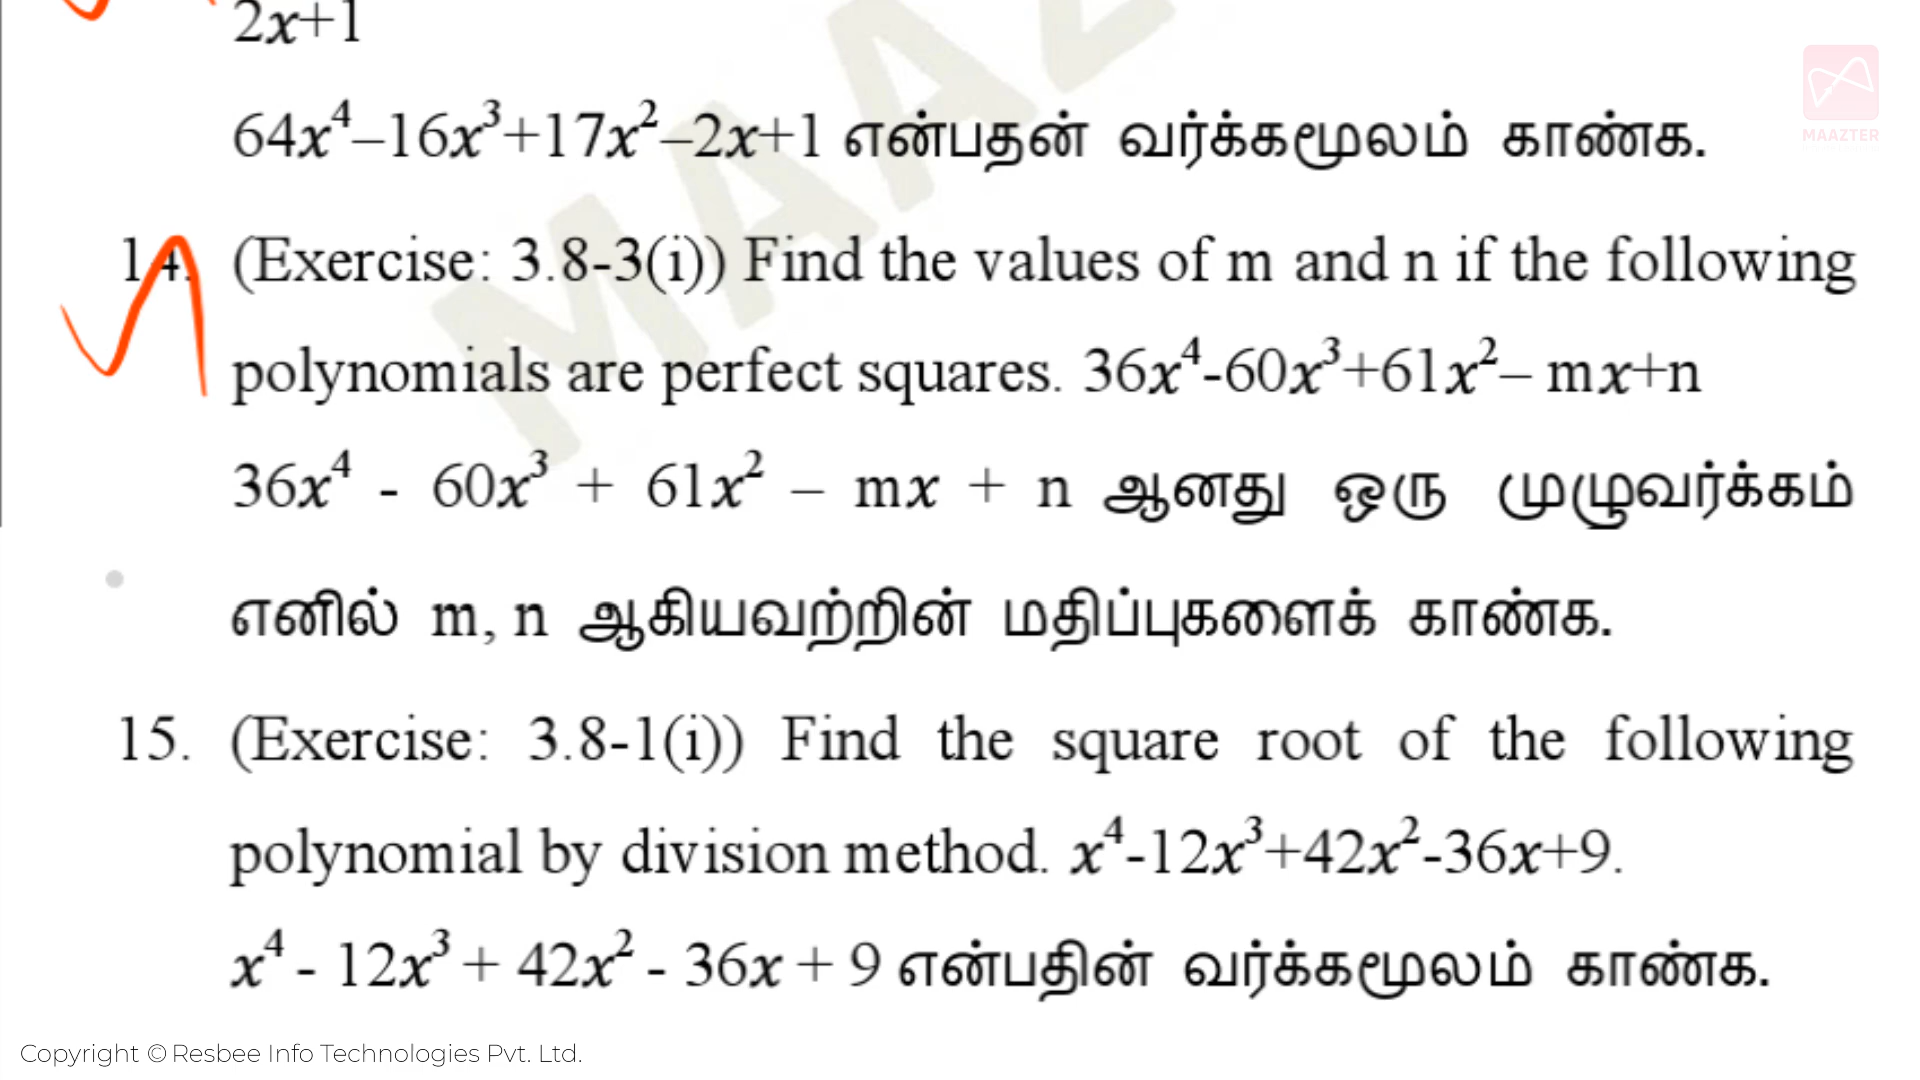 2x+1
64x⁴–16x³+17x²–2x+1 என்பதன் வர்க்கமூலம் காண்க.
MAAZTER
14. (Exercise: 3.8-3(i)) Find the values of m and n if the following
polynomials are perfect squares. 36x⁴-60x³+61x²– mx+n
36x⁴ - 60x³ + 61x² – mx + n ஆனது ஒரு முழுவர்க்கம்
எனில் m, n ஆகியவற்றின் மதிப்புகளைக் காண்க.
15. (Exercise: 3.8-1(i)) Find the square root of the following
polynomial by division method. x⁴-12x³+42x²-36x+9.
x⁴ - 12x³ + 42x² - 36x + 9 என்பதின் வர்க்கமூலம் காண்க.
Copyright © Resbee Info Technologies Pvt. Ltd.